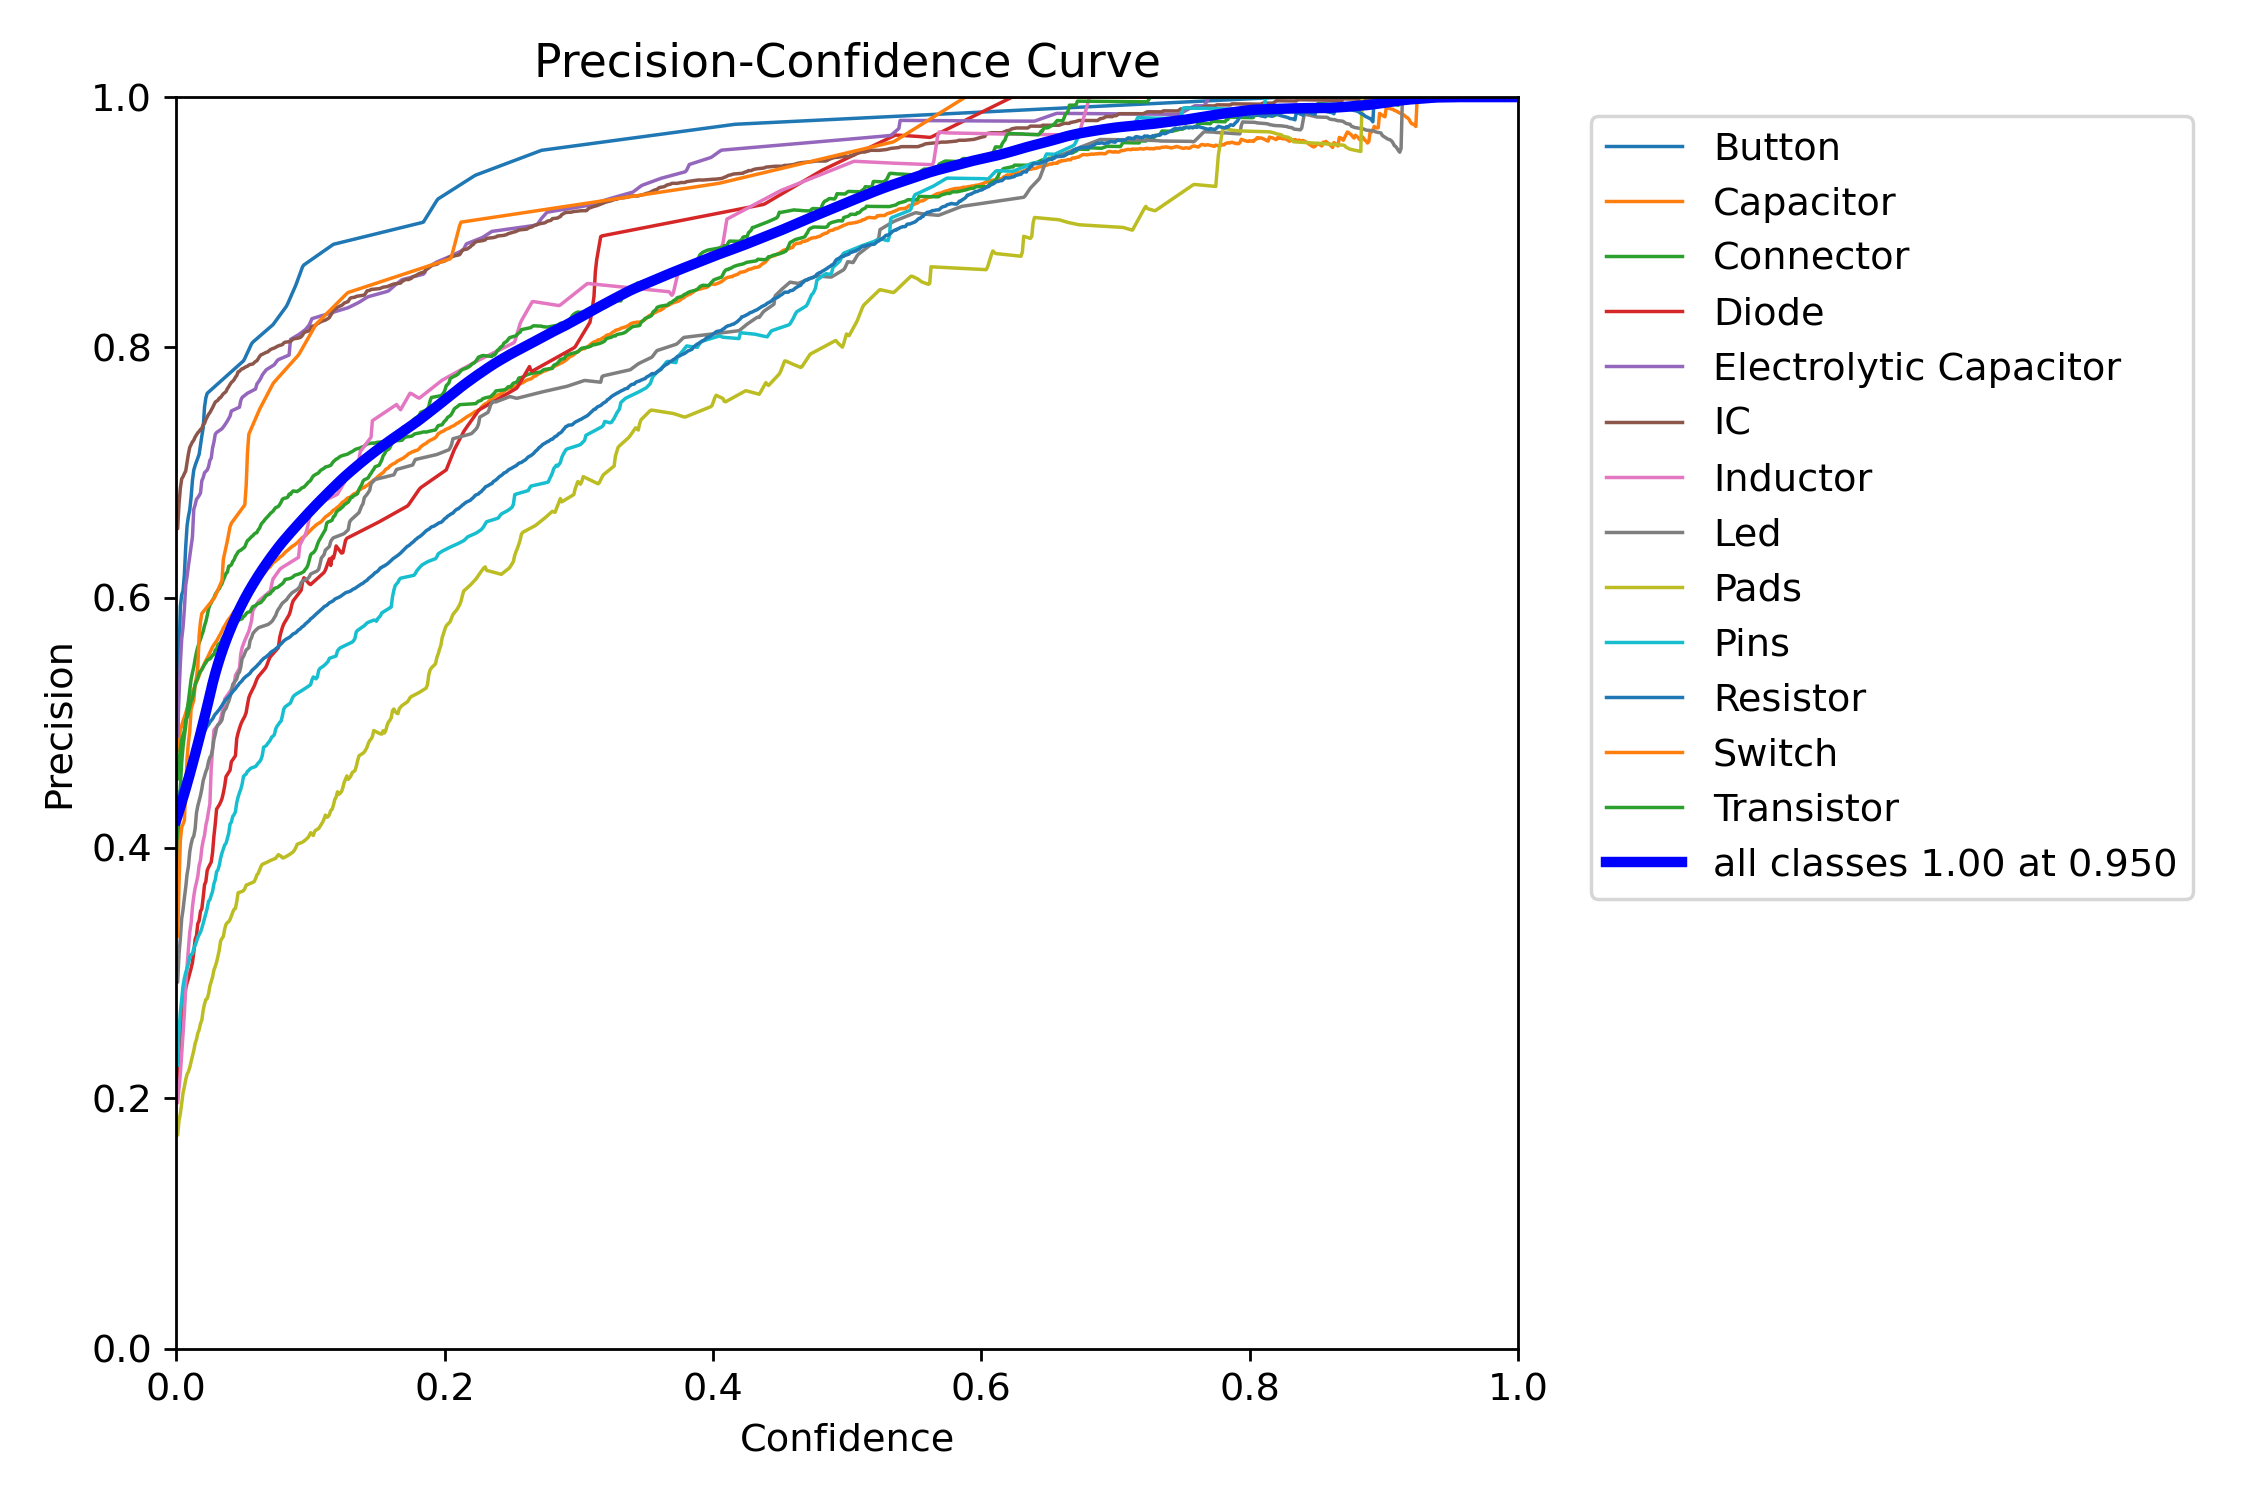 Precision-Confidence Curve
1.0
0.8
0.6
0.4
0.2
0.0
Precision
0.0
0.2
0.4
0.6
0.8
1.0
Confidence
Button
Capacitor
Connector
Diode
Electrolytic Capacitor
IC
Inductor
Led
Pads
Pins
Resistor
Switch
Transistor
all classes 1.00 at 0.950